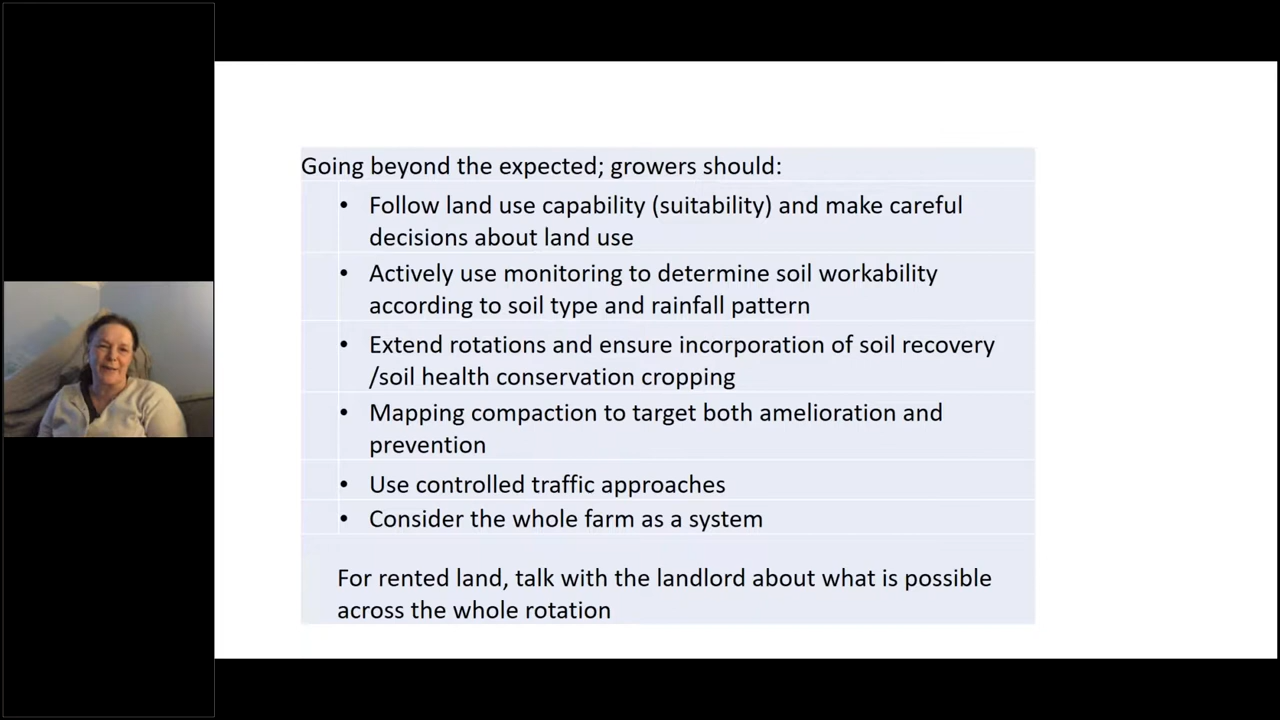 Going beyond the expected; growers should:
• Follow land use capability (suitability) and make careful
decisions about land use
• Actively use monitoring to determine soil workability
according to soil type and rainfall pattern
• Extend rotations and ensure incorporation of soil recovery
/soil health conservation cropping
• Mapping compaction to target both amelioration and
prevention
• Use controlled traffic approaches
• Consider the whole farm as a system
For rented land, talk with the landlord about what is possible
across the whole rotation